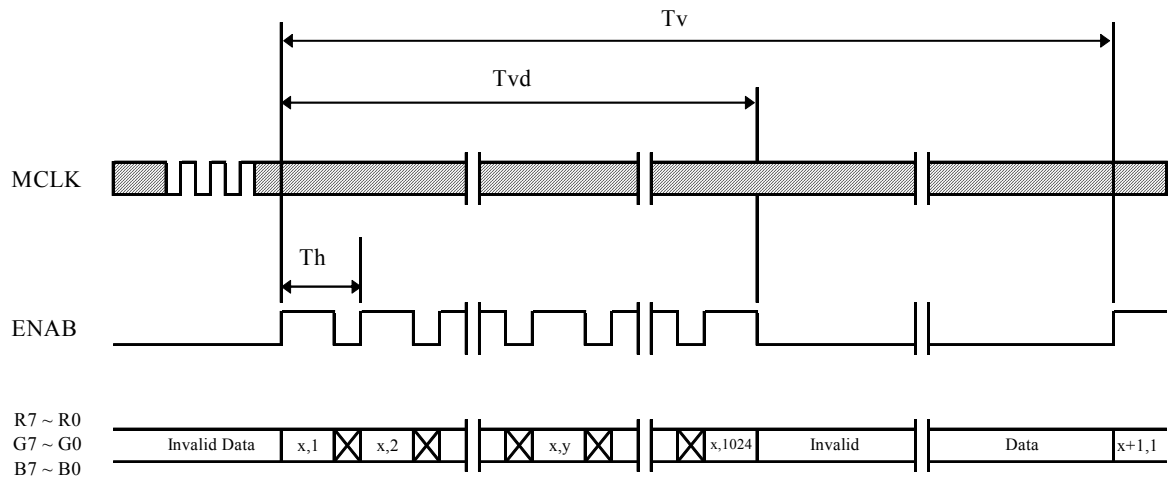 Tv
Tvd
MCLK
Th
ENAB
R7 ~ R0
G7 ~ G0
B7 ~ B0
Invalid Data x,1 x,2 x,y x,1024 Invalid Data x+1,1